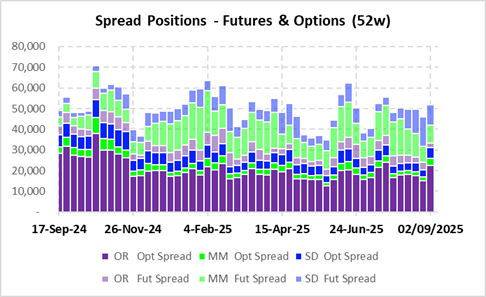 Spread Positions - Futures & Options (52w)
80,000
70,000
60,000
50,000
40,000
30,000
20,000
10,000
-
17-Sep-24 26-Nov-24 4-Feb-25 15-Apr-25 24-Jun-25 02/09/2025
OR Opt Spread MM Opt Spread SD Opt Spread
OR Fut Spread MM Fut Spread SD Fut Spread